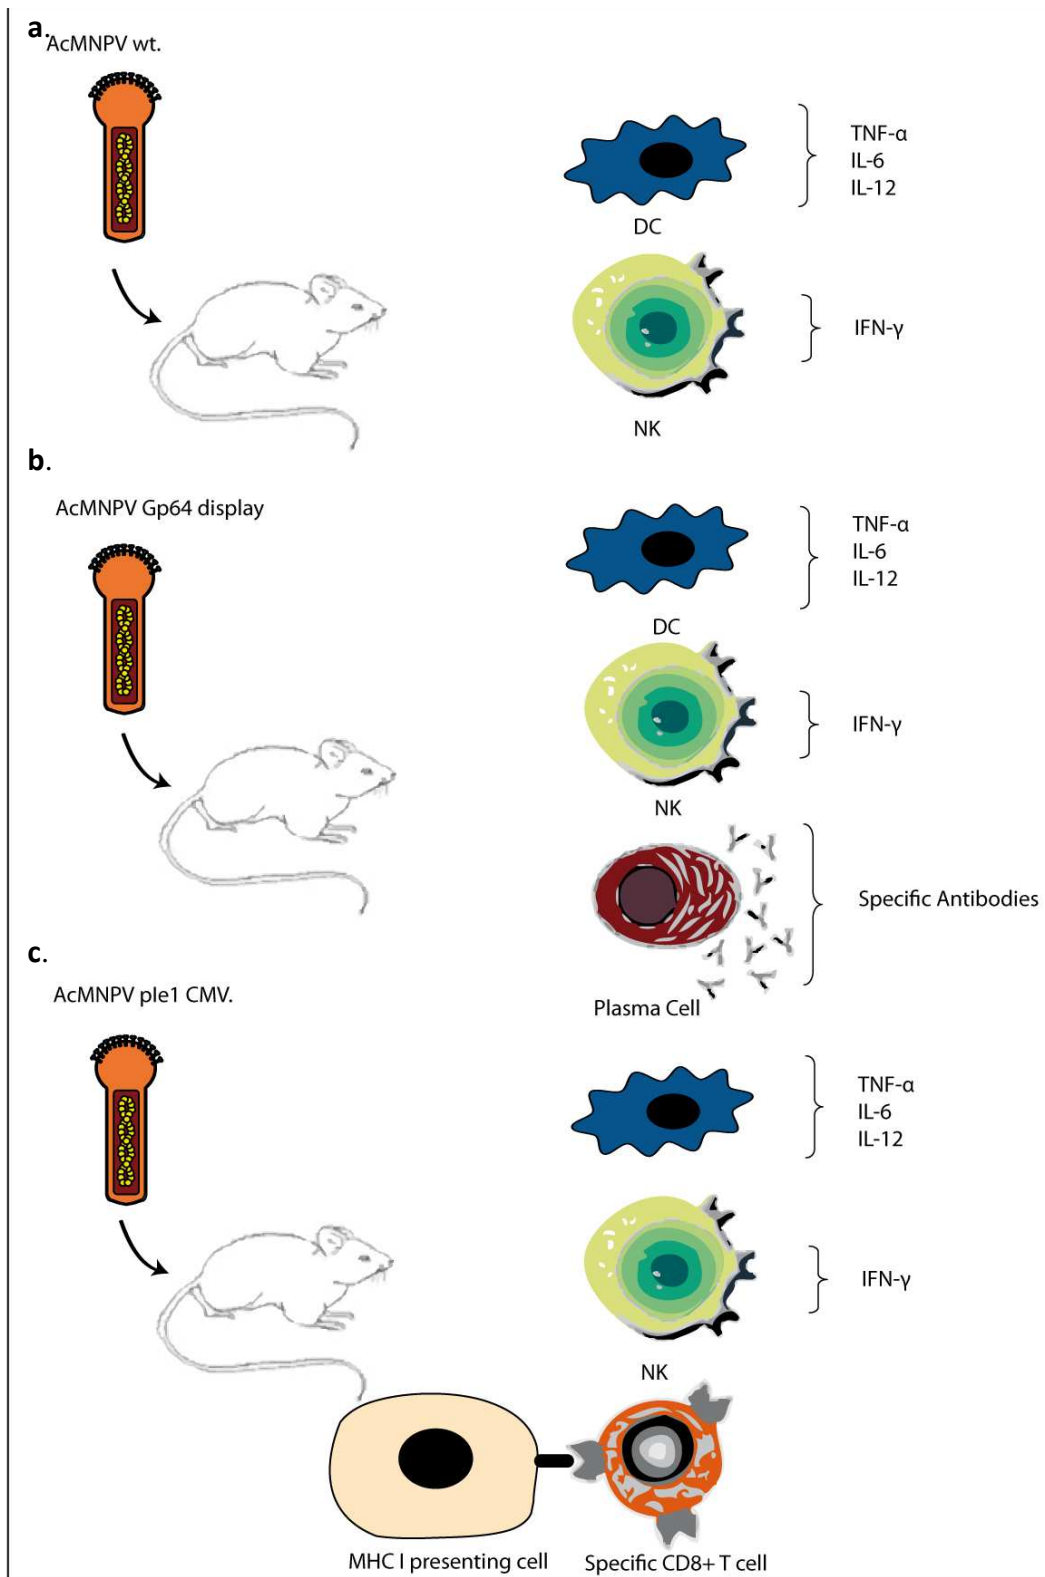 a.
AcMNPV wt.
TNF-α
IL-6
IL-12
DC
IFN-γ
NK
b.
AcMNPV Gp64 display
TNF-α
IL-6
IL-12
DC
IFN-γ
NK
Specific Antibodies
Plasma Cell
c.
AcMNPV ple1 CMV.
TNF-α
IL-6
IL-12
IFN-γ
NK
MHC I presenting cell
Specific CD8+ T cell